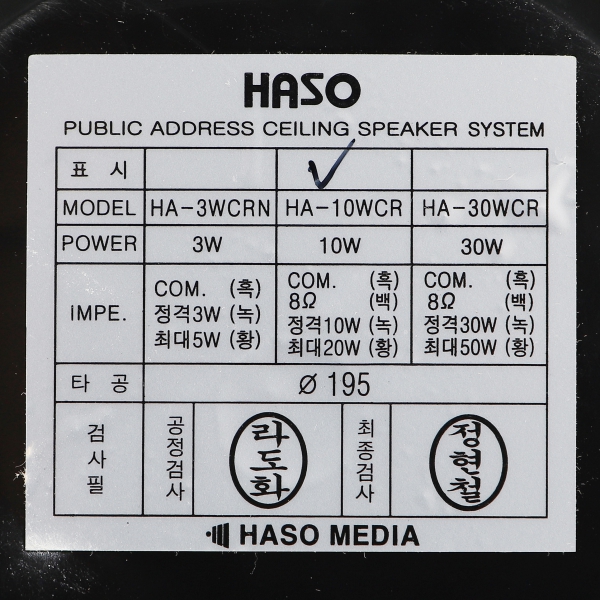 HASO
PUBLIC ADDRESS CEILING SPEAKER SYSTEM
표 시 ✓
MODEL HA-3WCRN HA-10WCR HA-30WCR
POWER 3W 10W 30W
iMPE.
COM. (흑)
정격3W (녹)
최대5W (황)
COM. (흑)
8Ω (백)
정격10W (녹)
최대20W (황)
COM. (흑)
8Ω (백)
정격30W (녹)
최대50W (황)
타 공 Ø 195
검사필
공정검사
라도화
최종검사
정현철
HASO MEDIA